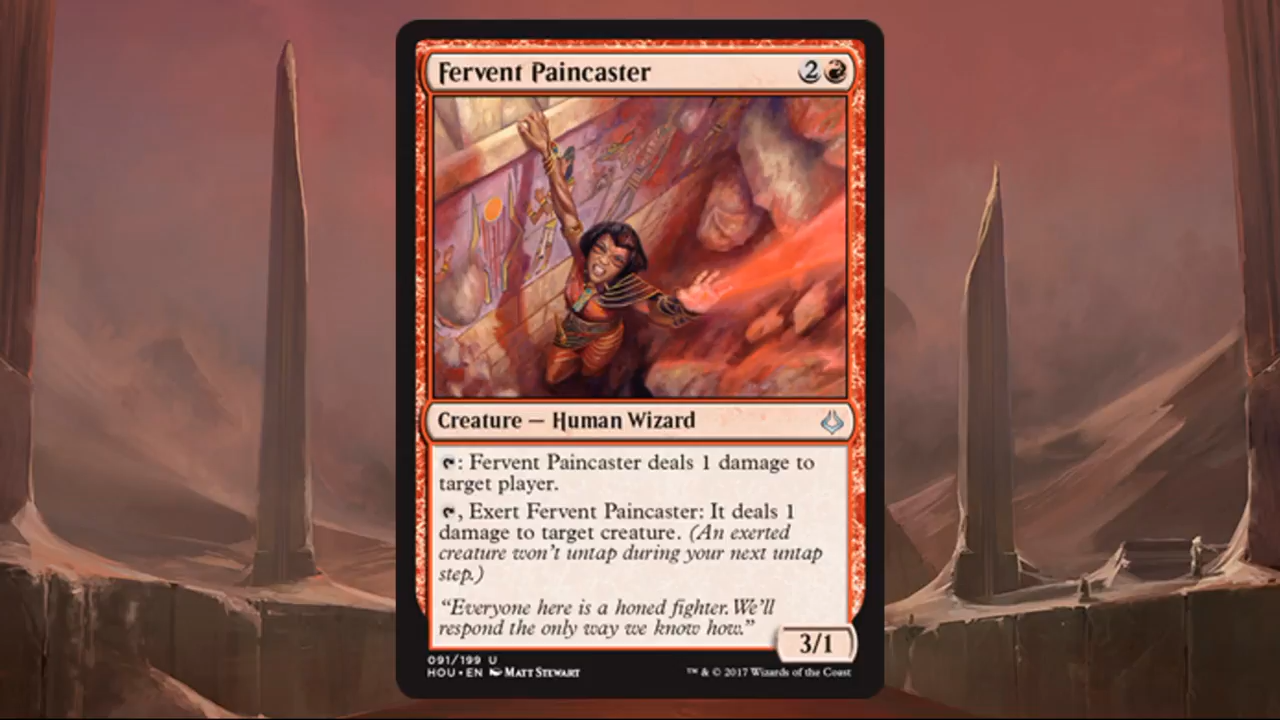 Fervent Paincaster 2
Creature — Human Wizard
: Fervent Paincaster deals 1 damage to
target player.
, Exert Fervent Paincaster: It deals 1
damage to target creature. (An exerted
creature won't untap during your next untap
step.)
"Everyone here is a honed fighter. We'll
respond the only way we know how."
3/1
091/199 U
HOU • EN MATT STEWART
™ & © 2017 Wizards of the Coast